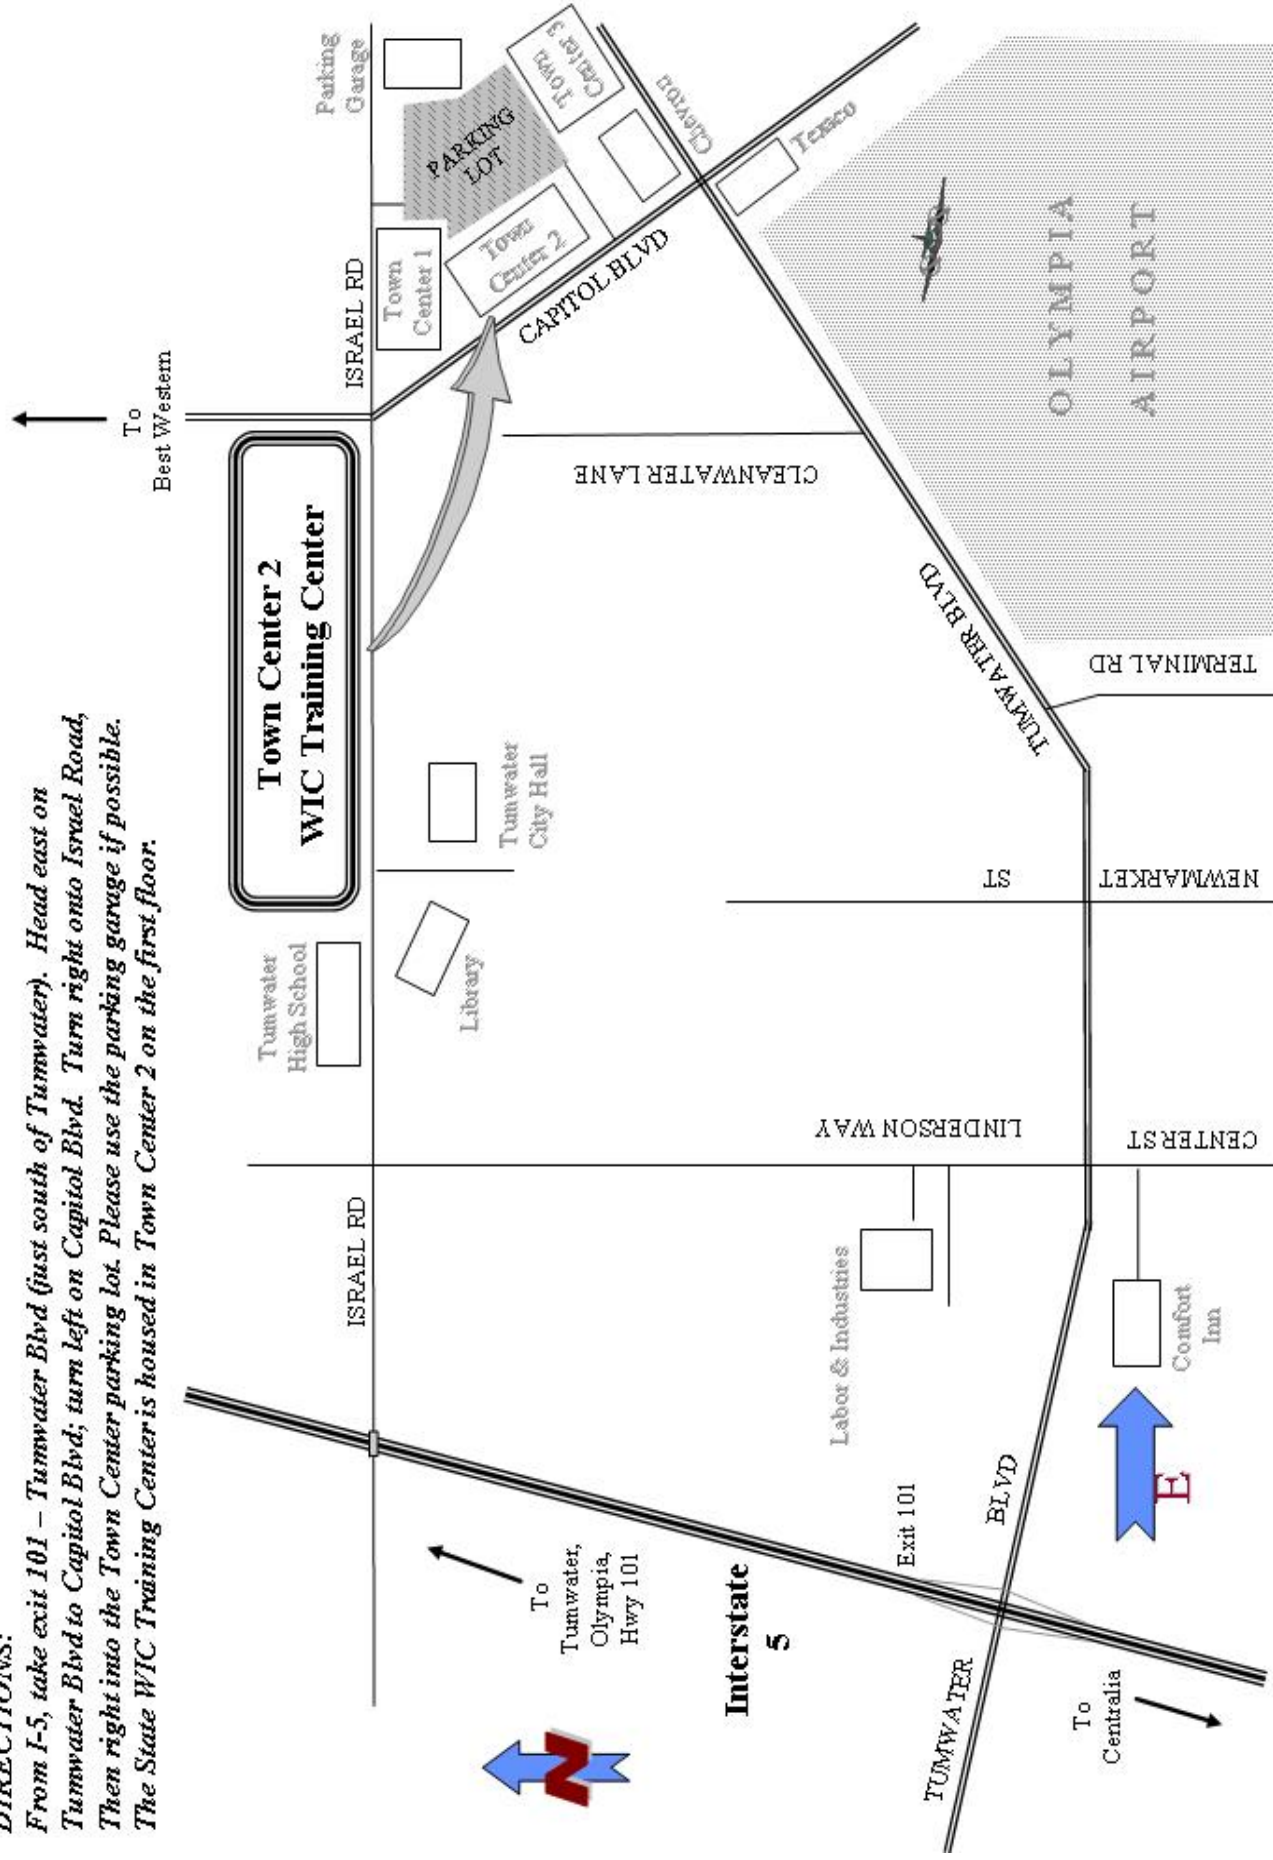 DIRECTIONS:
From I-5, take exit 101 – Tumwater Blvd (just south of Tumwater). Head east on
Tumwater Blvd to Capitol Blvd; turn left on Capitol Blvd. Turn right onto Israel Road,
Then right into the Town Center parking lot. Please use the parking garage if possible.
The State WIC Training Center is housed in Town Center 2 on the first floor.
To
Best Western
Town Center 2
WIC Training Center
Parking
Garage
ISRAEL RD
ISRAEL RD
Tumwater
High School
Library
Tumwater
City Hall
Town
Center 1
Town
Center 2
PARKING
LOT
Town
Center 3
Chevron
Texaco
CAPITOL BLVD
CLEANWATER LANE
TUMWATER BLVD
OLYMPIA
AIRPORT
TERMINAL RD
NEWMARKET
ST
LINDERSON WAY
CENTER ST
Labor & Industries
Comfort
Inn
E
N
To
Tumwater,
Olympia,
Hwy 101
Interstate
5
Exit 101
TUMWATER
BLVD
To
Centralia